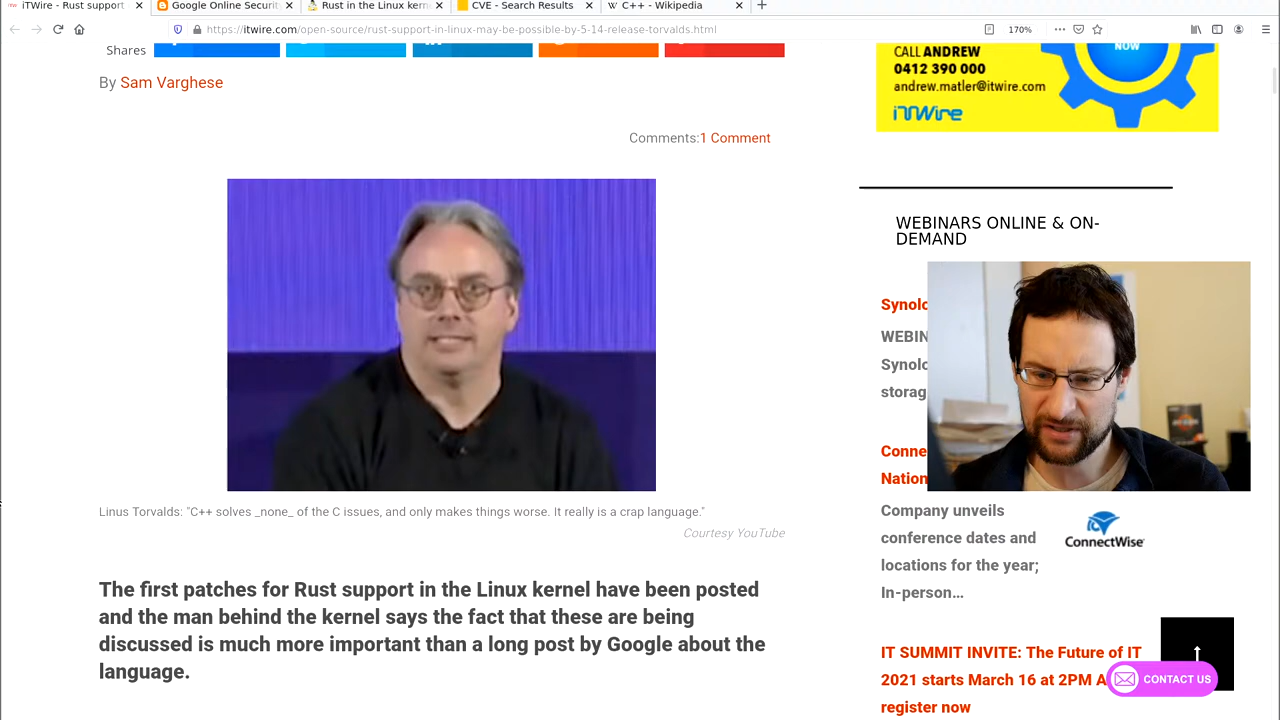 iTWire - Rust support
Google Online Securit
Rust in the Linux kerne
CVE - Search Results
C++ - Wikipedia
https://itwire.com/open-source/rust-support-in-linux-may-be-possible-by-5-14-release-torvalds.html
170%
Shares
By Sam Varghese
Comments:1 Comment
Linus Torvalds: "C++ solves _none_ of the C issues, and only makes things worse. It really is a crap language."
Courtesy YouTube
The first patches for Rust support in the Linux kernel have been posted
and the man behind the kernel says the fact that these are being
discussed is much more important than a long post by Google about the
language.
NOW
CALL ANDREW
0412 390 000
andrew.matler@itwire.com
iTWire
WEBINARS ONLINE & ON-
DEMAND
Synolo
WEBIN
Synolo
storag
Conne
Nation
Company unveils
conference dates and
locations for the year;
In-person…
ConnectWise
IT SUMMIT INVITE: The Future of IT
2021 starts March 16 at 2PM A
register now
CONTACT US